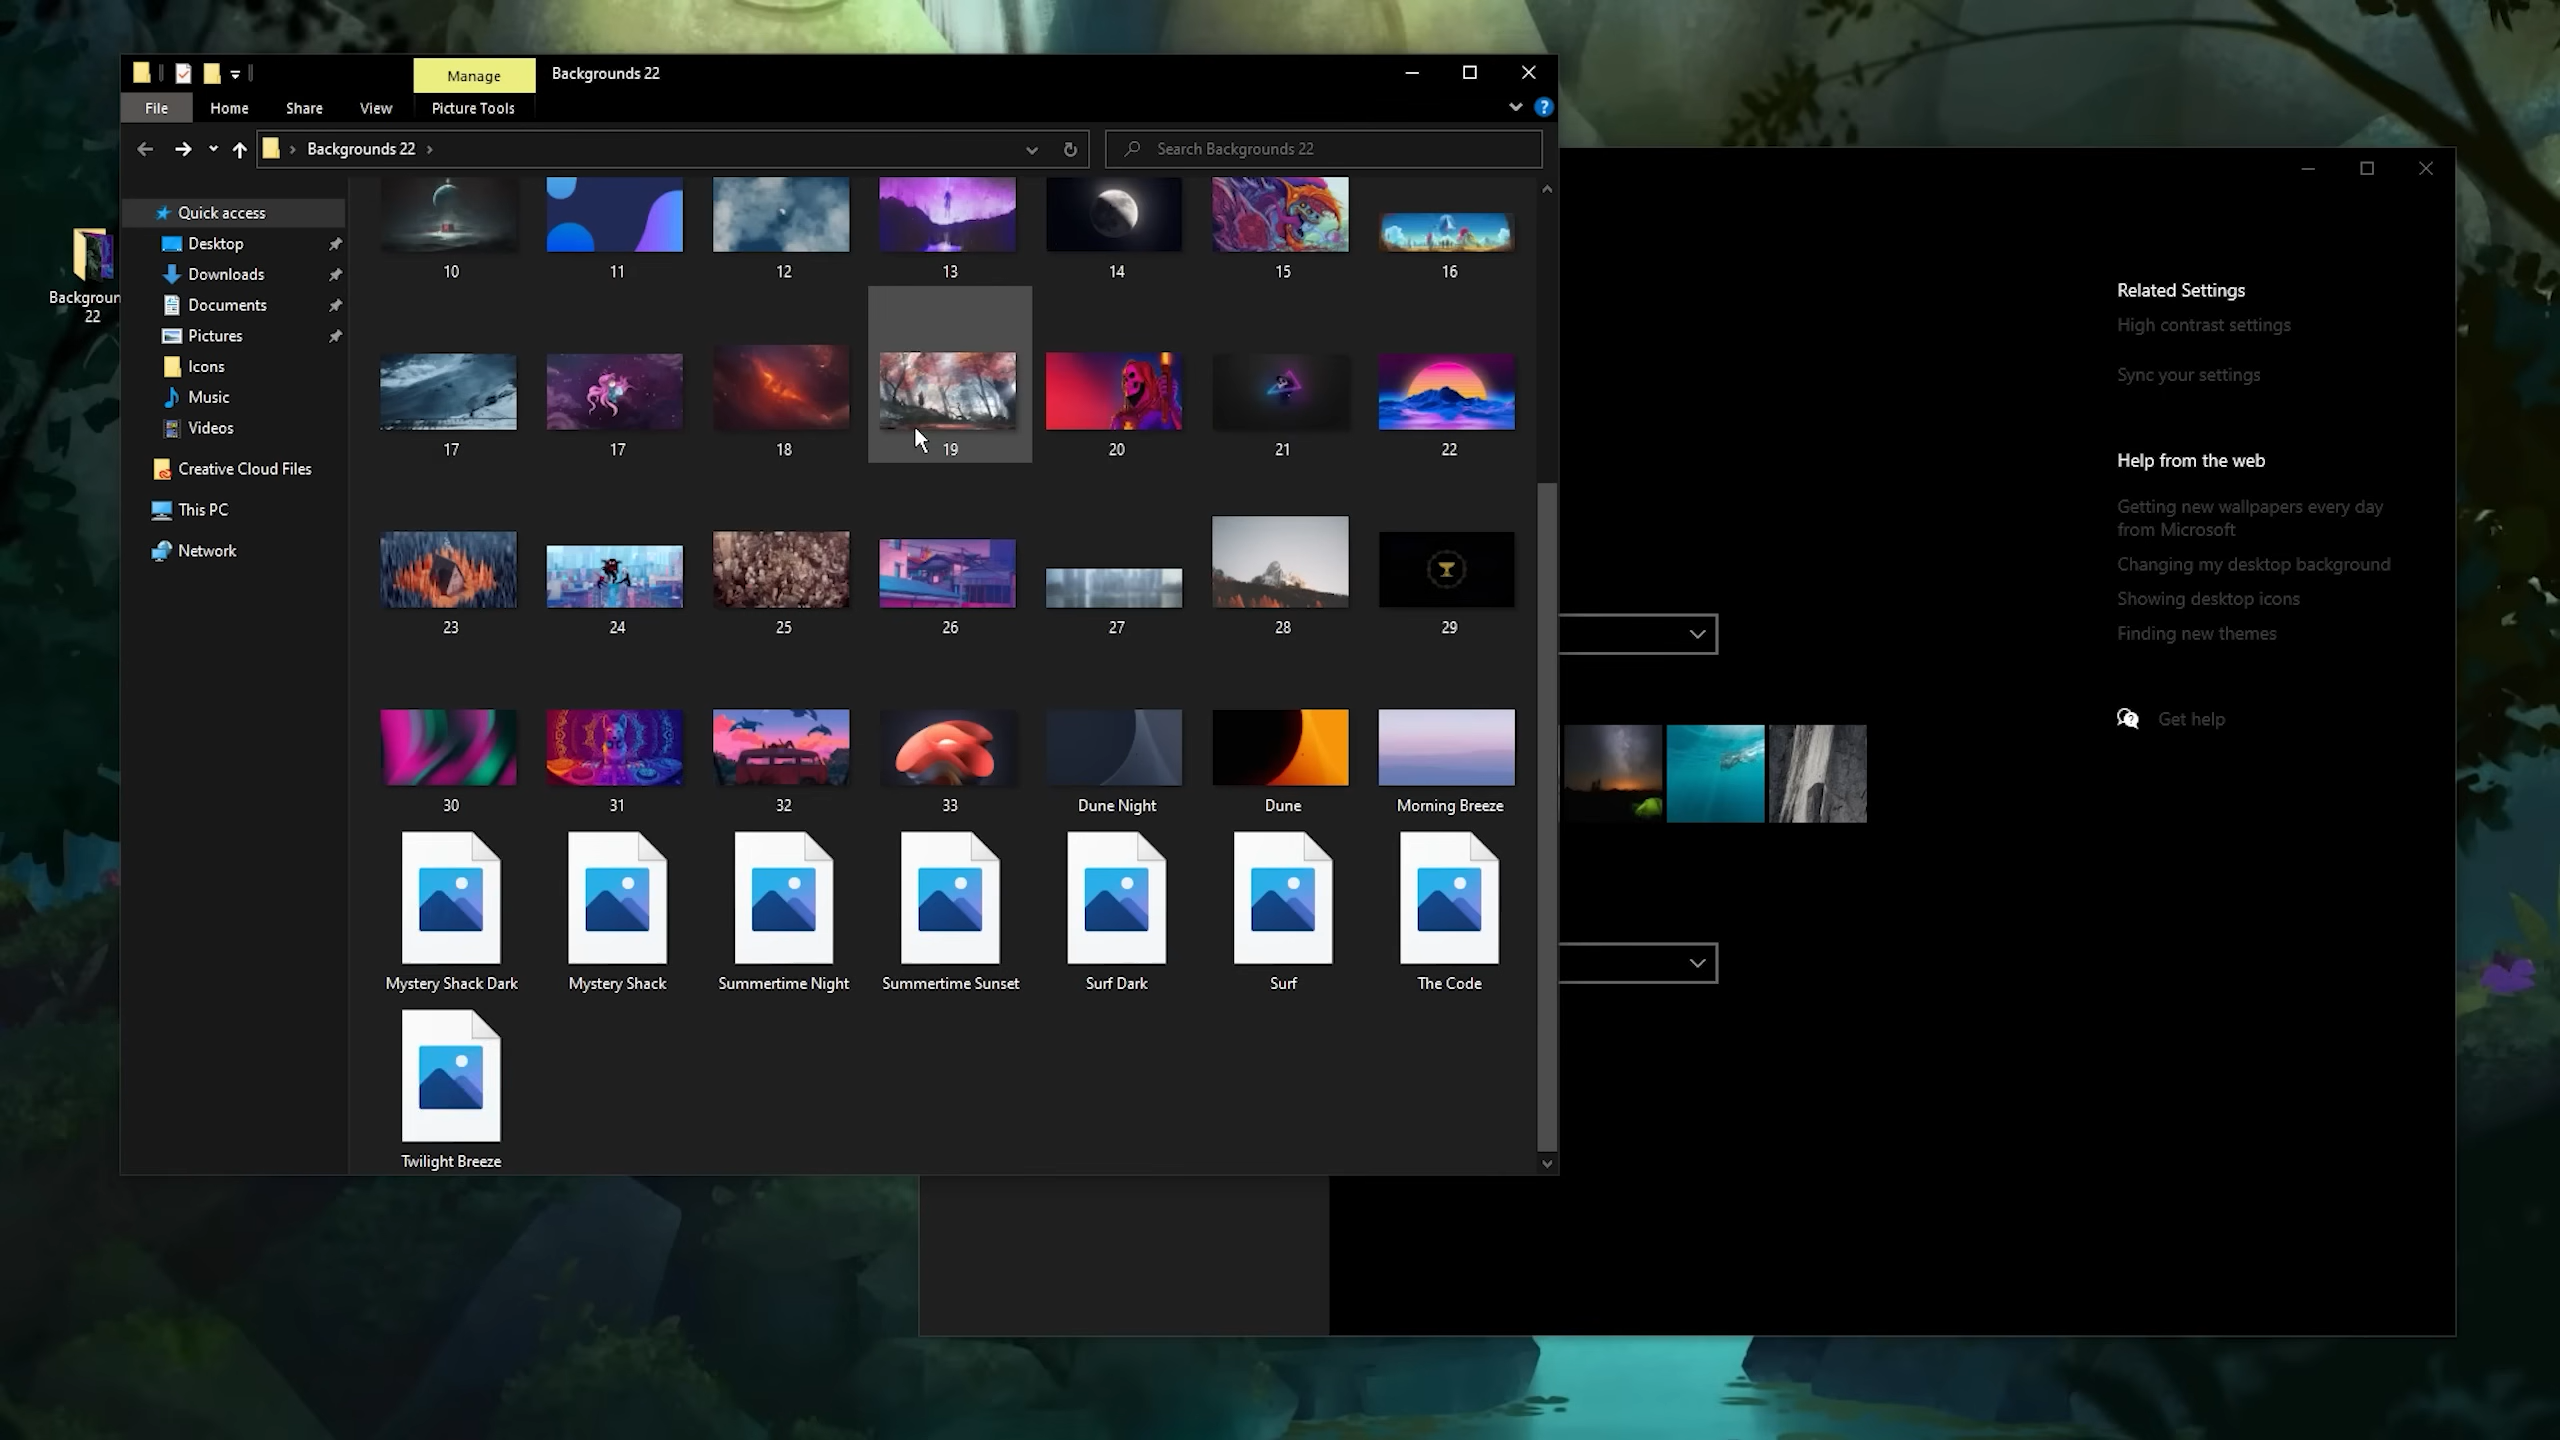 Manage
Backgrounds 22
File
Home
Share
View
Picture Tools
?
Backgrounds 22
Search Backgrounds 22
Quick access
Desktop
Downloads
Documents
Pictures
Icons
Music
Videos
Creative Cloud Files
This PC
Network
Backgroun
22
10
11
12
13
14
15
16
17
17
18
19
20
21
22
23
24
25
26
27
28
29
30
31
32
33
Dune Night
Dune
Morning Breeze
Mystery Shack Dark
Mystery Shack
Summertime Night
Summertime Sunset
Surf Dark
Surf
The Code
Twilight Breeze
Related Settings
High contrast settings
Sync your settings
Help from the web
Getting new wallpapers every day
from Microsoft
Changing my desktop background
Showing desktop icons
Finding new themes
Get help